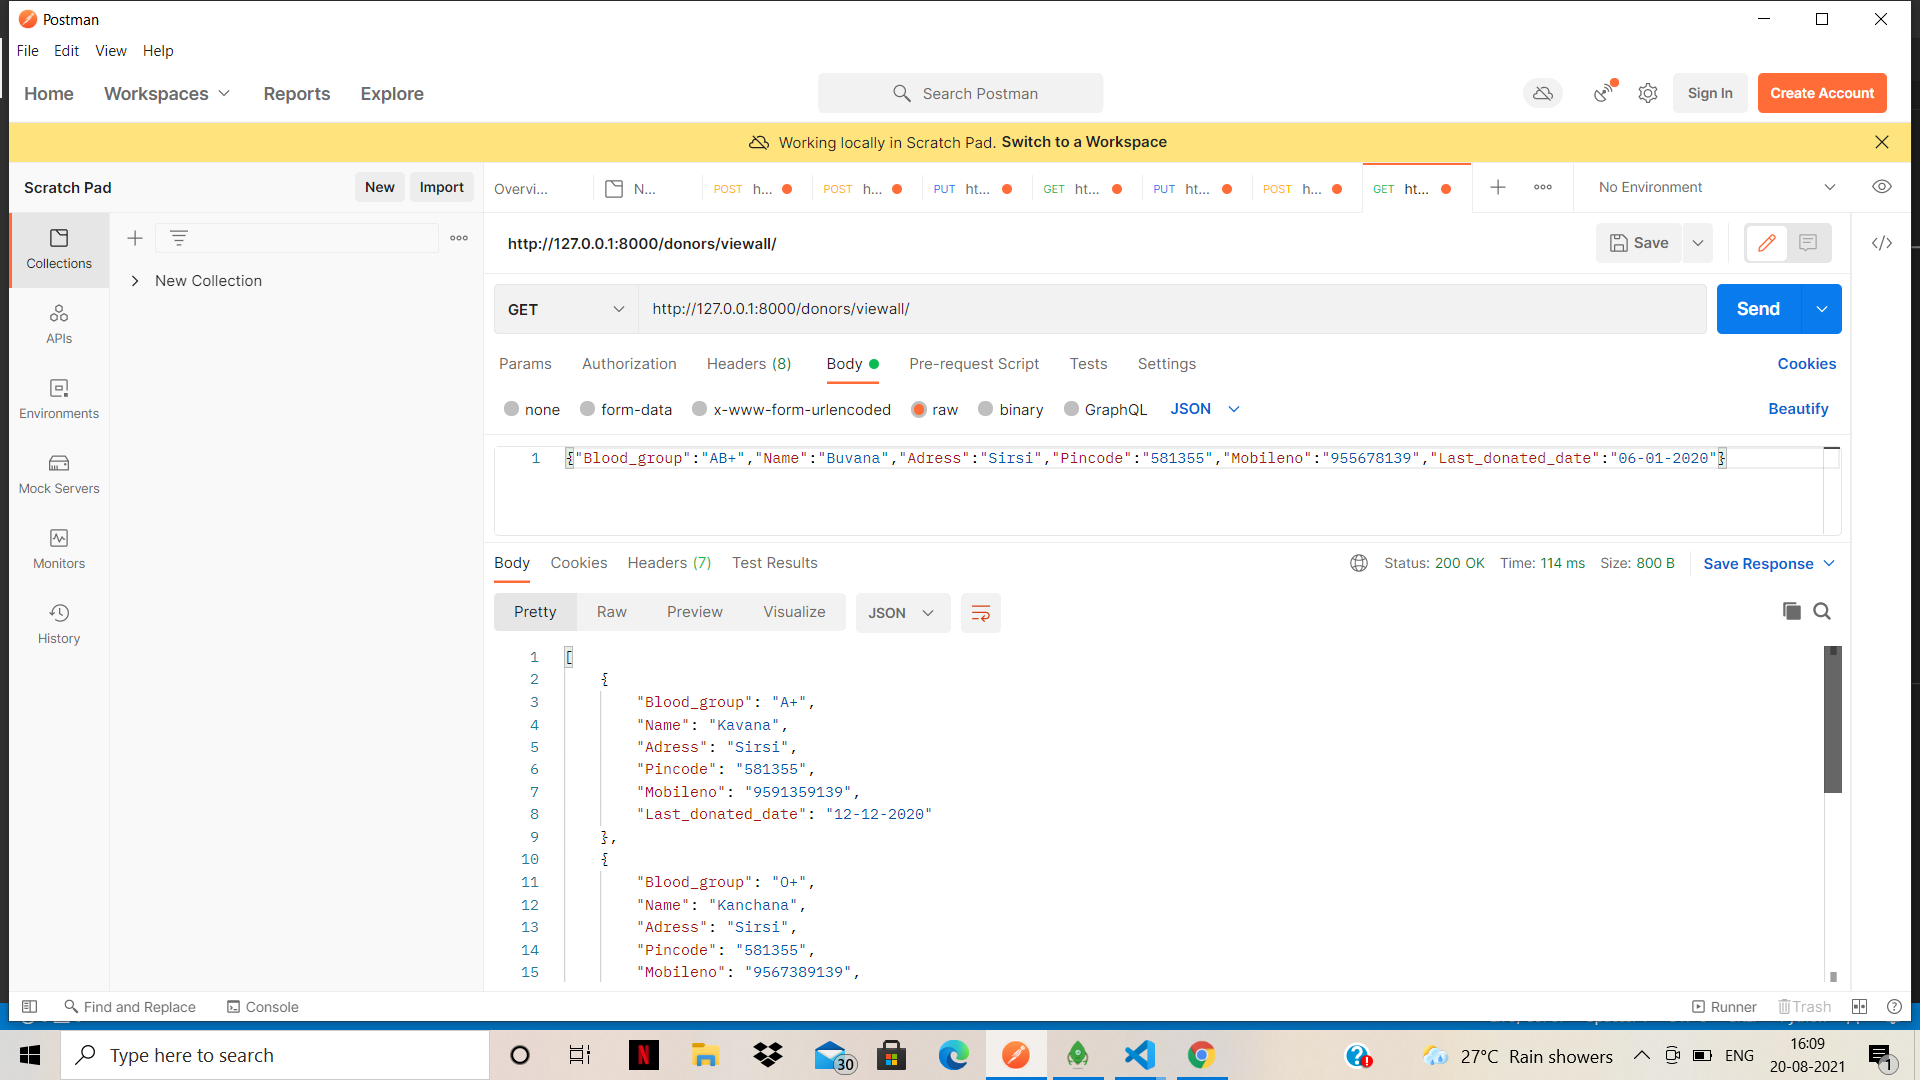 Postman
File Edit View Help
Home Workspaces Reports Explore Search Postman Sign In Create Account
Working locally in Scratch Pad. Switch to a Workspace
Scratch Pad New Import Overvi... N... POST h... POST h... PUT ht... GET ht... PUT ht... POST h... GET ht... No Environment
Collections
APIs
Environments
Mock Servers
Monitors
History
New Collection
http://127.0.0.1:8000/donors/viewall/ Save
GET http://127.0.0.1:8000/donors/viewall/ Send
Params Authorization Headers (8) Body Pre-request Script Tests Settings Cookies
none form-data x-www-form-urlencoded raw binary GraphQL JSON Beautify
1 {"Blood_group":"AB+","Name":"Buvana","Adress":"Sirsi","Pincode":"581355","Mobileno":"955678139","Last_donated_date":"06-01-2020"}
Body Cookies Headers (7) Test Results Status: 200 OK Time: 114 ms Size: 800 B Save Response
Pretty Raw Preview Visualize JSON
1 [
2 {
3 "Blood_group": "A+",
4 "Name": "Kavana",
5 "Adress": "Sirsi",
6 "Pincode": "581355",
7 "Mobileno": "9591359139",
8 "Last_donated_date": "12-12-2020"
9 },
10 {
11 "Blood_group": "O+",
12 "Name": "Kanchana",
13 "Adress": "Sirsi",
14 "Pincode": "581355",
15 "Mobileno": "9567389139",
Find and Replace Console Runner Trash
Type here to search 30 27°C Rain showers ENG 16:09
20-08-2021 1